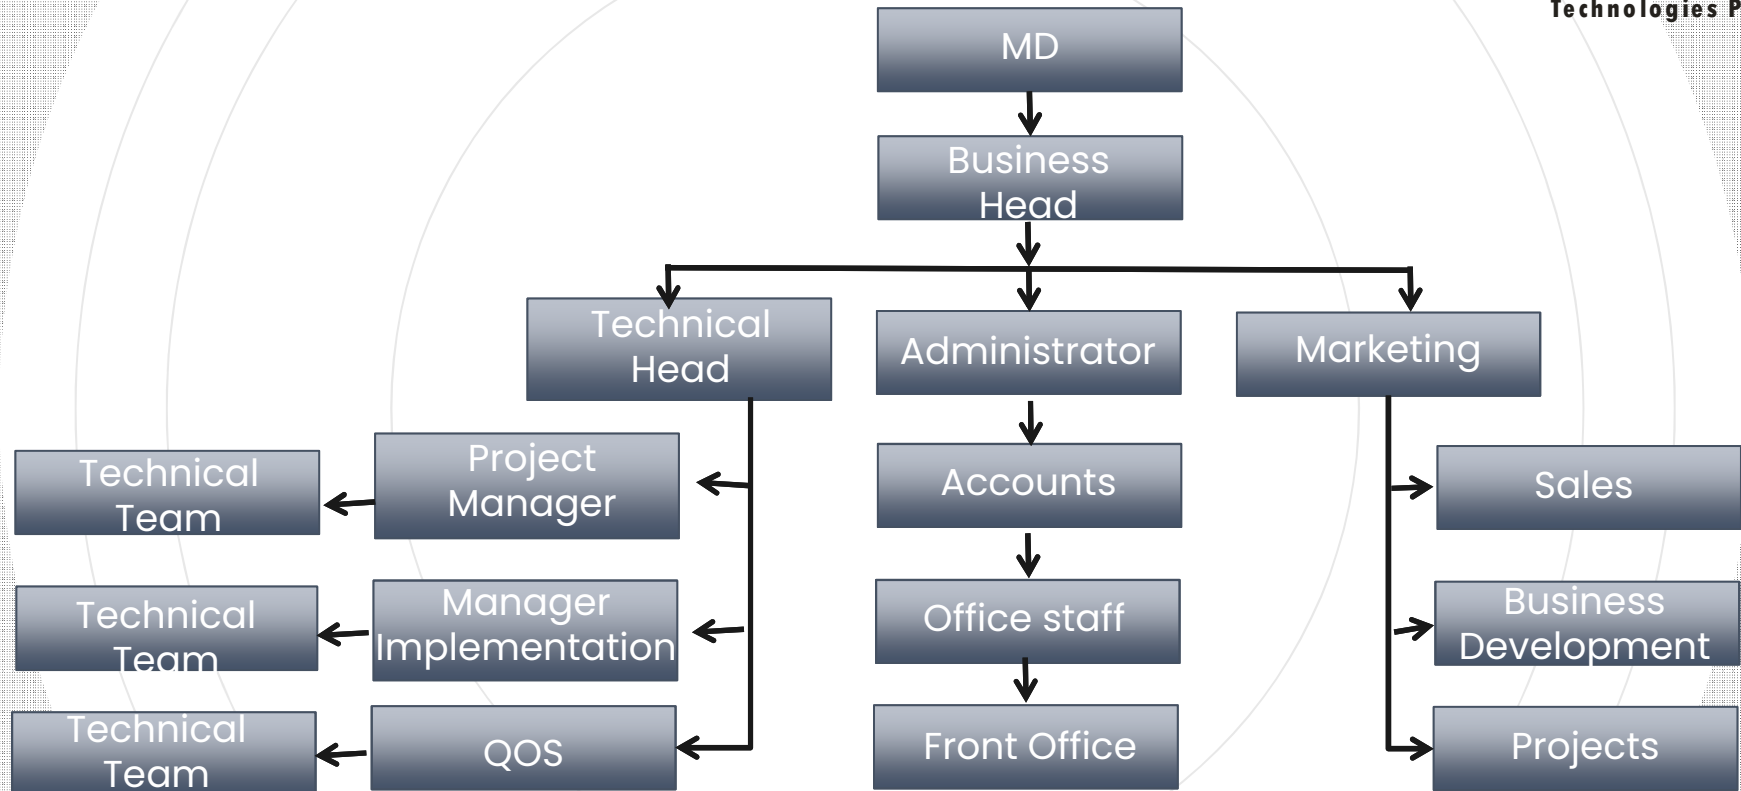 Technologies P
MD
Business
Head
Technical
Head
Administrator
Marketing
Project
Manager
Technical
Team
Accounts
Sales
Manager
Implementation
Technical
Team
Office staff
Business
Development
QOS
Technical
Team
Front Office
Projects